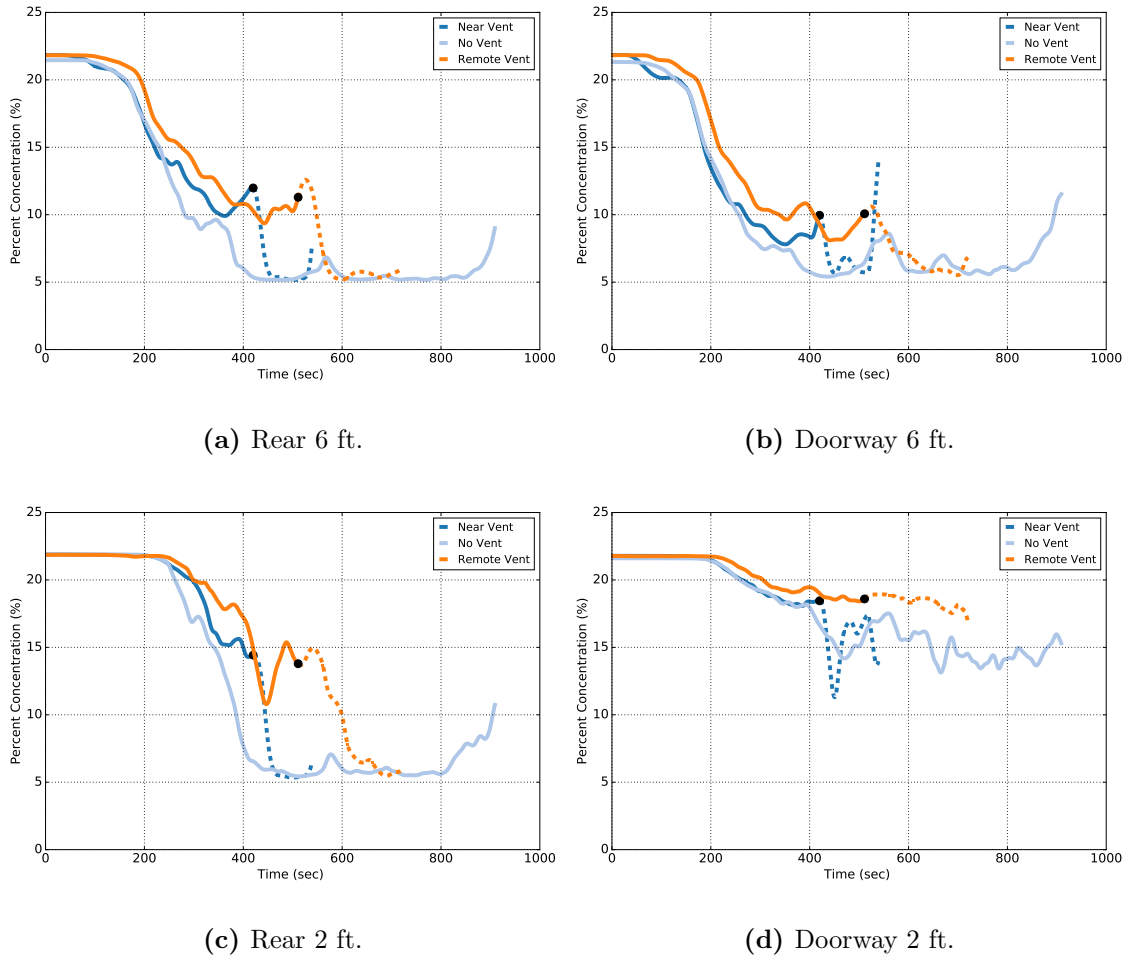 25
20
15
10
5
0
0 200 400 600 800 1000
Percent Concentration (%)
Time (sec)
Near Vent
No Vent
Remote Vent
(a) Rear 6 ft.
25
20
15
10
5
0
0 200 400 600 800 1000
Percent Concentration (%)
Time (sec)
Near Vent
No Vent
Remote Vent
(b) Doorway 6 ft.
25
20
15
10
5
0
0 200 400 600 800 1000
Percent Concentration (%)
Time (sec)
Near Vent
No Vent
Remote Vent
(c) Rear 2 ft.
25
20
15
10
5
0
0 200 400 600 800 1000
Percent Concentration (%)
Time (sec)
Near Vent
No Vent
Remote Vent
(d) Doorway 2 ft.